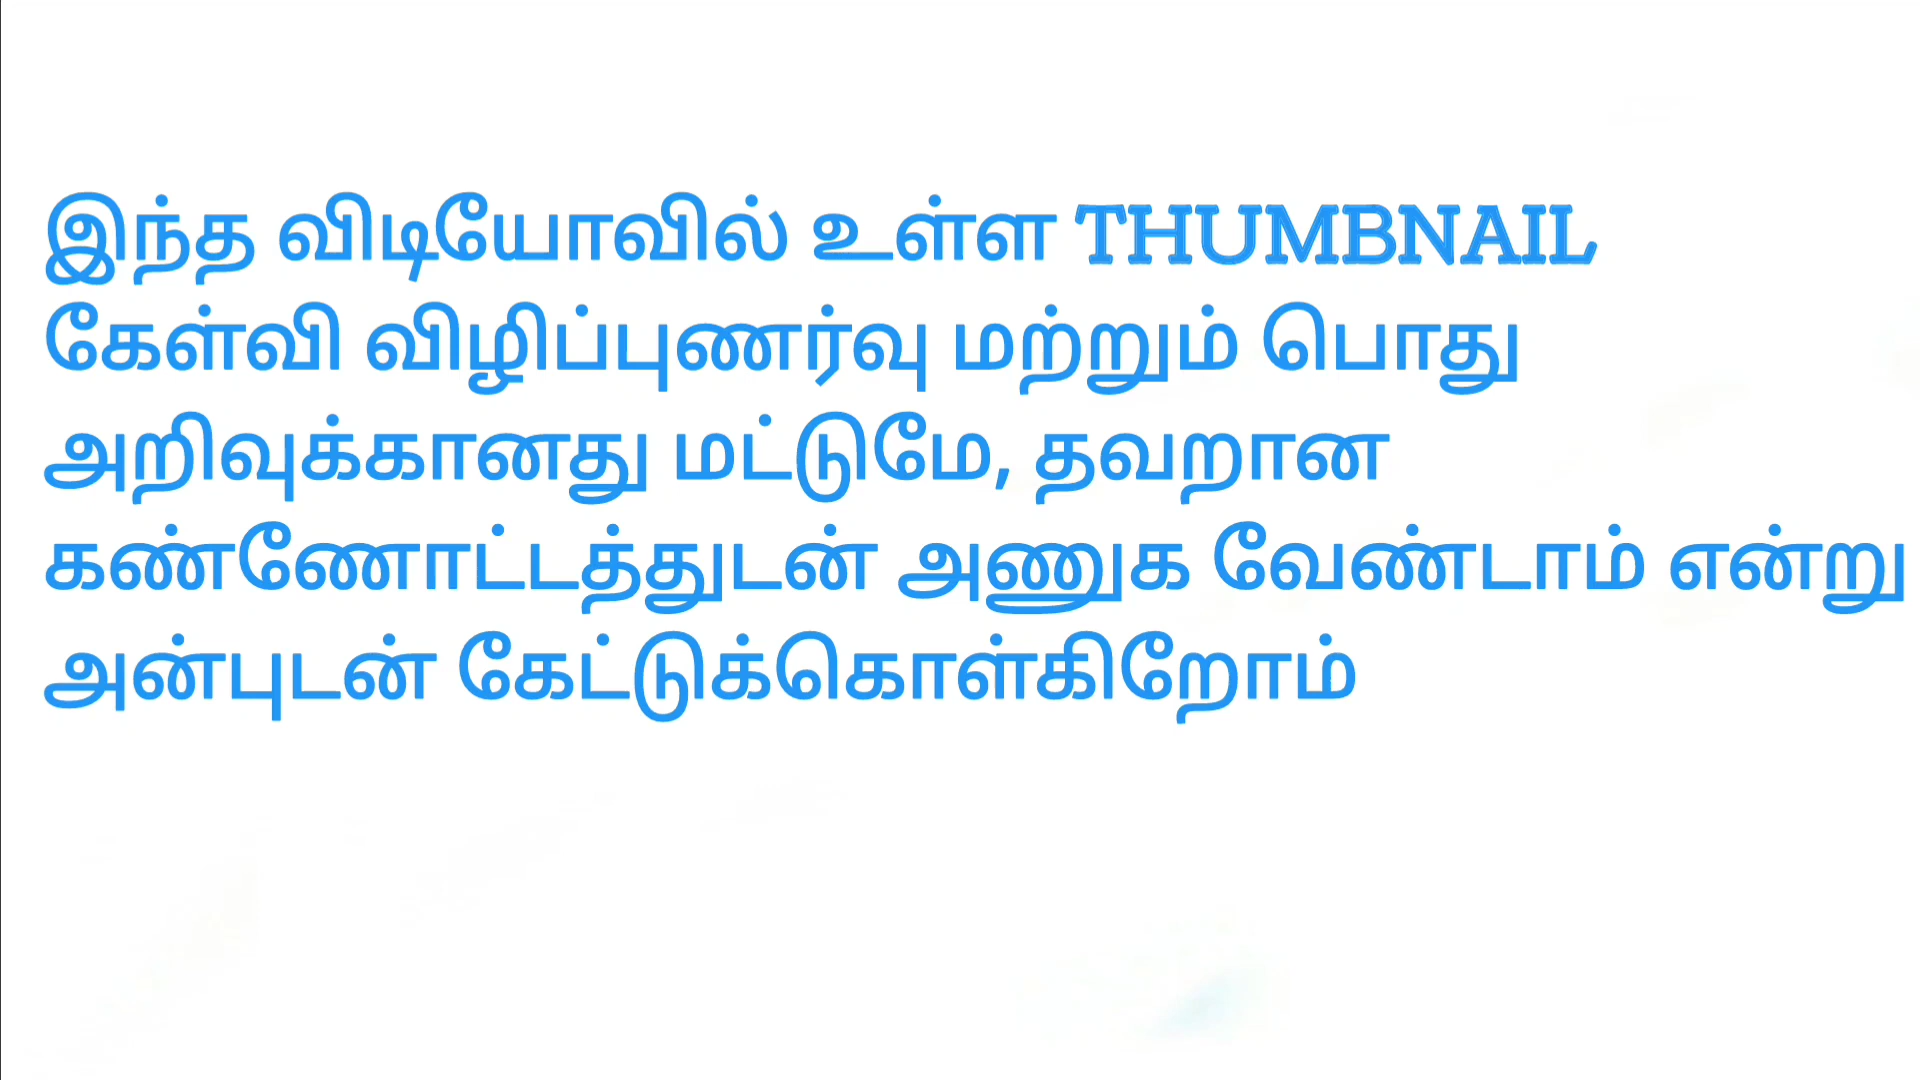 இந்த விடியோவில் உள்ள THUMBNAIL
கேள்வி விழிப்புணர்வு மற்றும் பொது
அறிவுக்கானது மட்டுமே, தவறான
கண்ணோட்டத்துடன் அணுக வேண்டாம் என்று
அன்புடன் கேட்டுக்கொள்கிறோம்